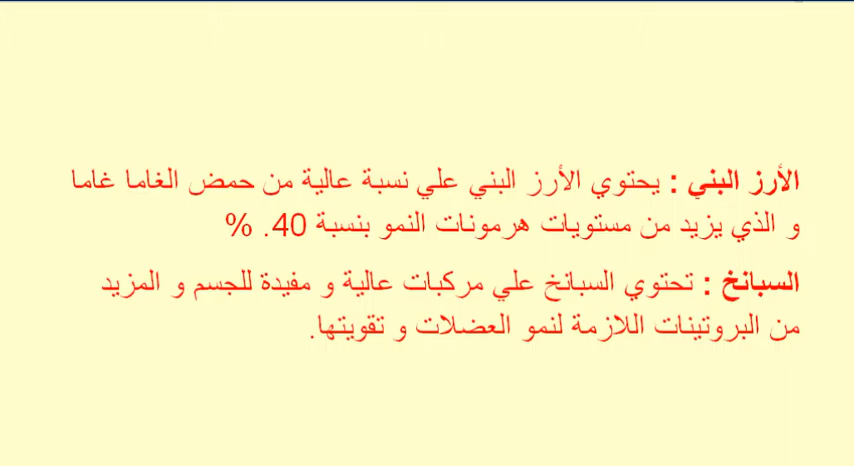 الأرز البني : يحتوي الأرز البني علي نسبة عالية من حمض الغاما غاما
و الذي يزيد من مستويات هرمونات النمو بنسبة 40. %
السبانخ : تحتوي السبانخ علي مركبات عالية و مفيدة للجسم و المزيد
من البروتينات اللازمة لنمو العضلات و تقويتها.